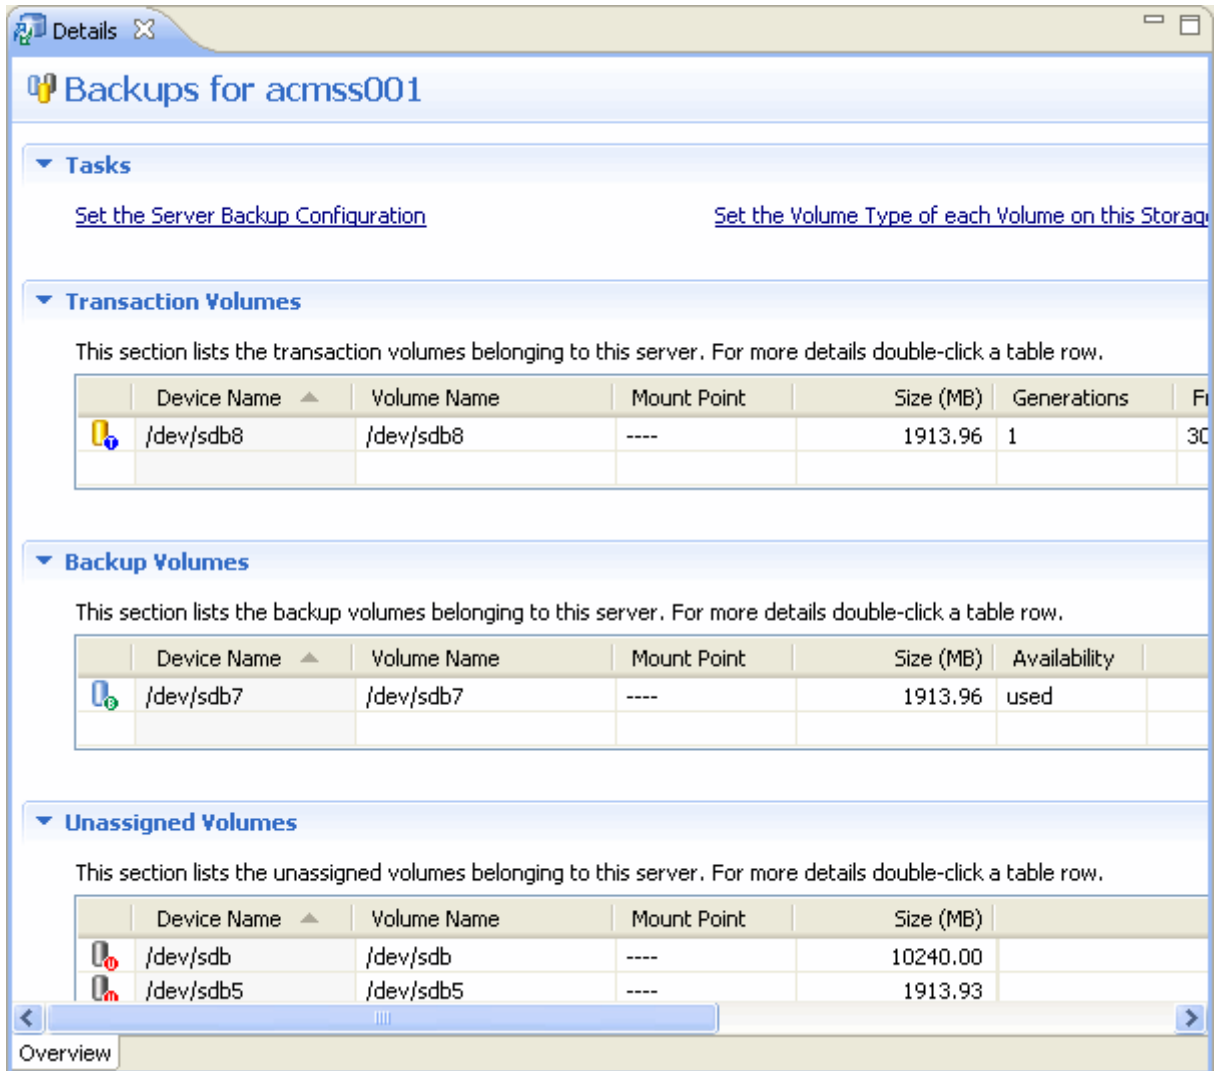 Details
Backups for acmss001
Tasks
Set the Server Backup Configuration Set the Volume Type of each Volume on this Storag
Transaction Volumes
This section lists the transaction volumes belonging to this server. For more details double-click a table row.
Device Name Volume Name Mount Point Size (MB) Generations Fr
/dev/sdb8 /dev/sdb8 ---- 1913.96 1 30
Backup Volumes
This section lists the backup volumes belonging to this server. For more details double-click a table row.
Device Name Volume Name Mount Point Size (MB) Availability
/dev/sdb7 /dev/sdb7 ---- 1913.96 used
Unassigned Volumes
This section lists the unassigned volumes belonging to this server. For more details double-click a table row.
Device Name Volume Name Mount Point Size (MB)
/dev/sdb /dev/sdb ---- 10240.00
/dev/sdb5 /dev/sdb5 ---- 1913.93
Overview